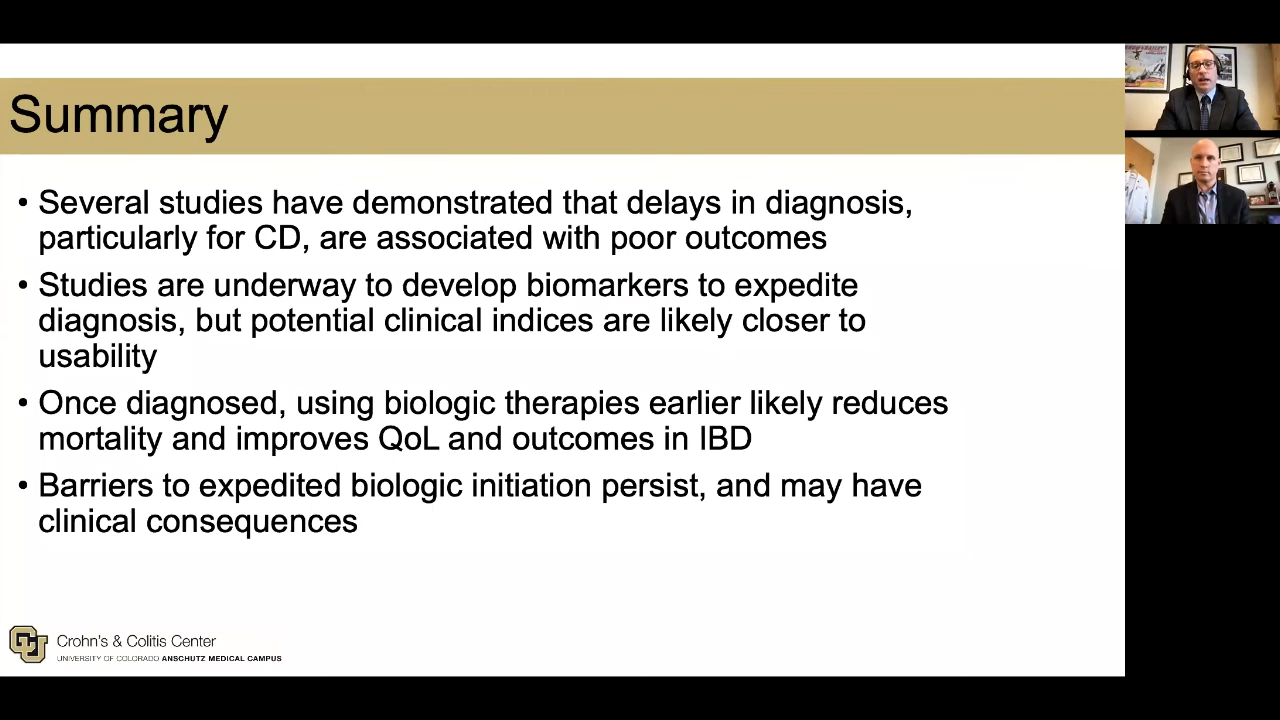 Summary
• Several studies have demonstrated that delays in diagnosis,
particularly for CD, are associated with poor outcomes
• Studies are underway to develop biomarkers to expedite
diagnosis, but potential clinical indices are likely closer to
usability
• Once diagnosed, using biologic therapies earlier likely reduces
mortality and improves QoL and outcomes in IBD
• Barriers to expedited biologic initiation persist, and may have
clinical consequences
CU
Crohn's & Colitis Center
UNIVERSITY OF COLORADO ANSCHUTZ MEDICAL CAMPUS